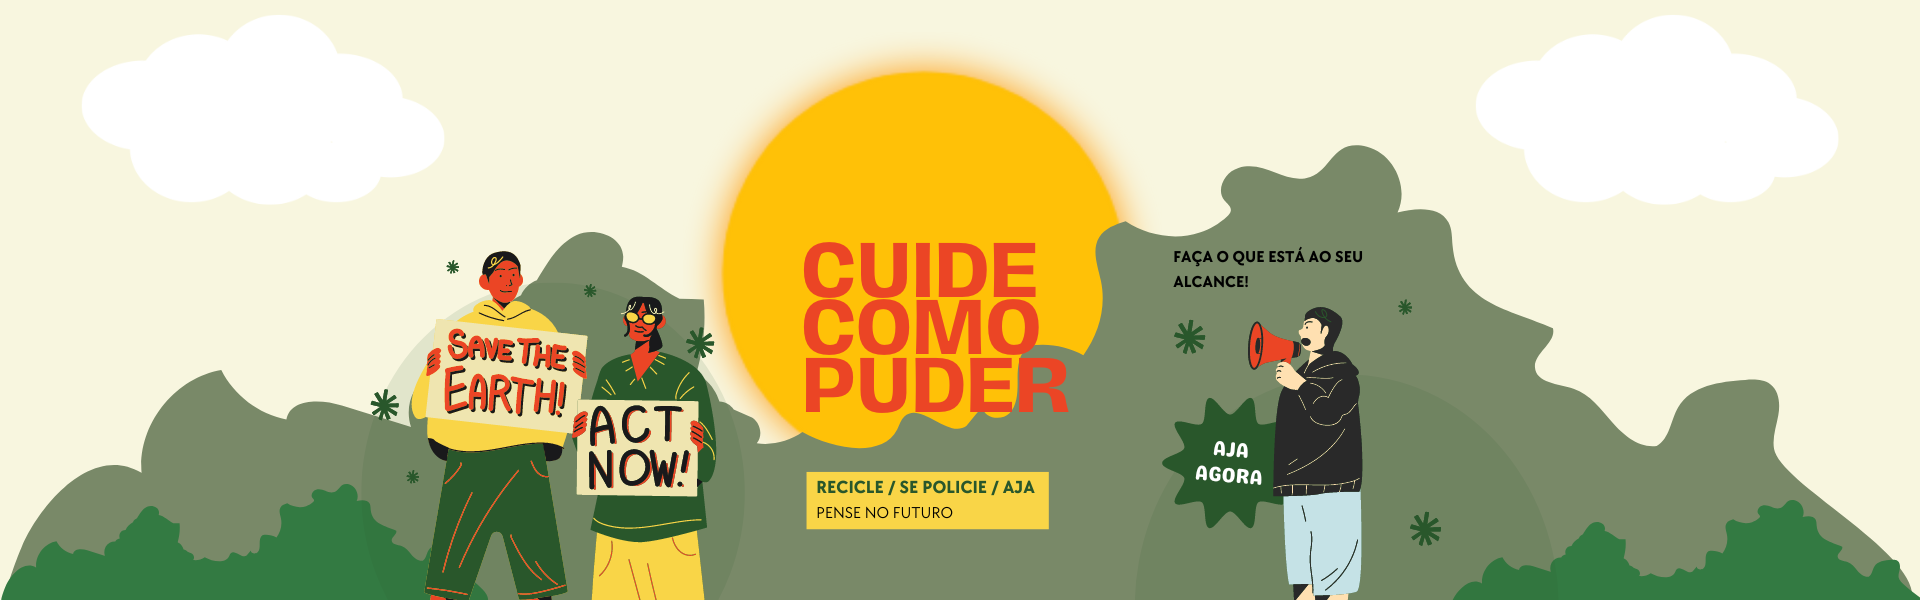 SAVE THE
EARTH!
ACT
NOW!
CUIDE
COMO
PUDER
RECICLE / SE POLICIE / AJA
PENSE NO FUTURO
FAÇA O QUE ESTÁ AO SEU
ALCANCE!
AJA
AGORA